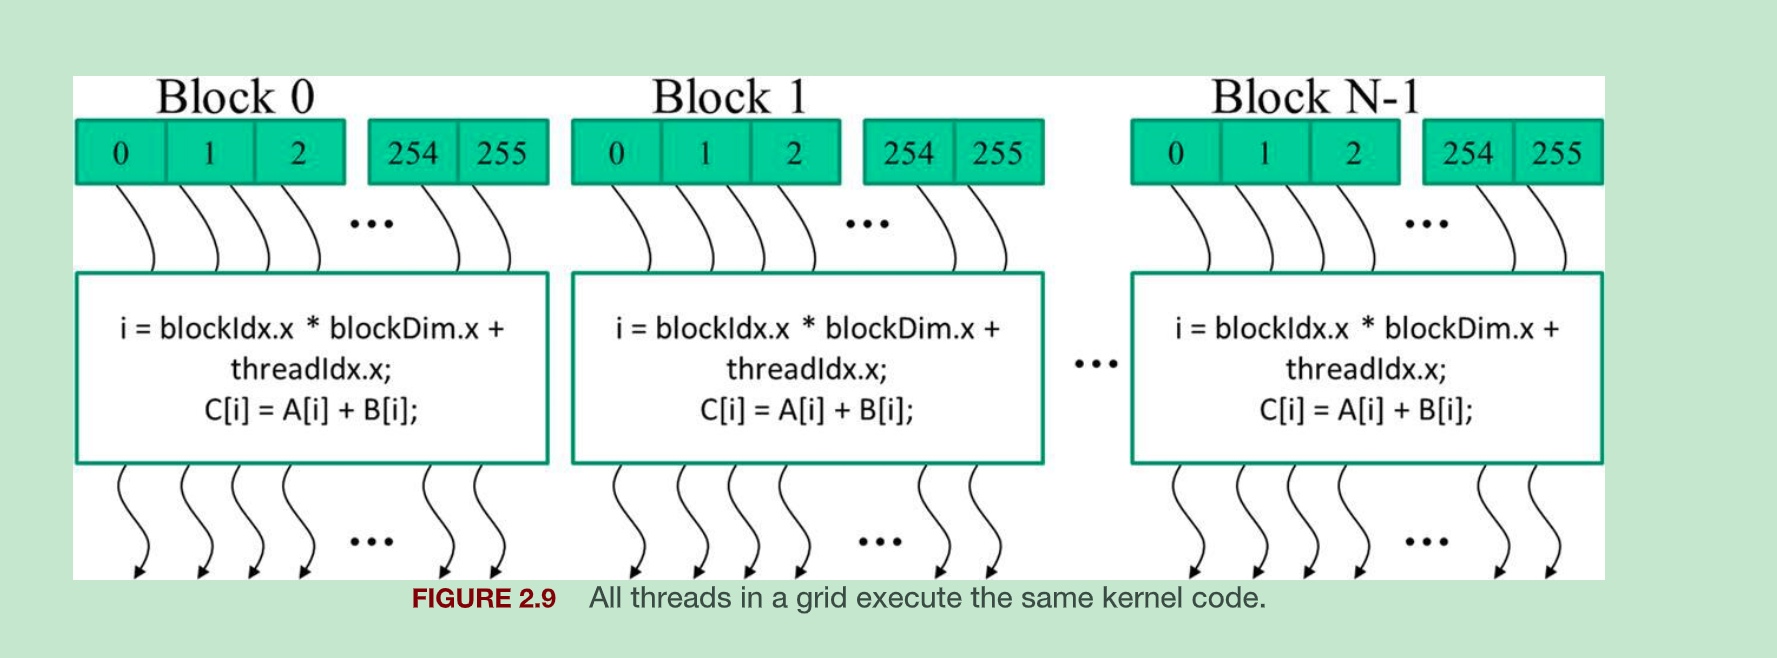 Block 0
0 1 2 254 255
...
i = blockIdx.x * blockDim.x +
threadIdx.x;
C[i] = A[i] + B[i];
...
Block 1
0 1 2 254 255
...
i = blockIdx.x * blockDim.x +
threadIdx.x;
C[i] = A[i] + B[i];
...
...
Block N-1
0 1 2 254 255
...
i = blockIdx.x * blockDim.x +
threadIdx.x;
C[i] = A[i] + B[i];
...
FIGURE 2.9 All threads in a grid execute the same kernel code.